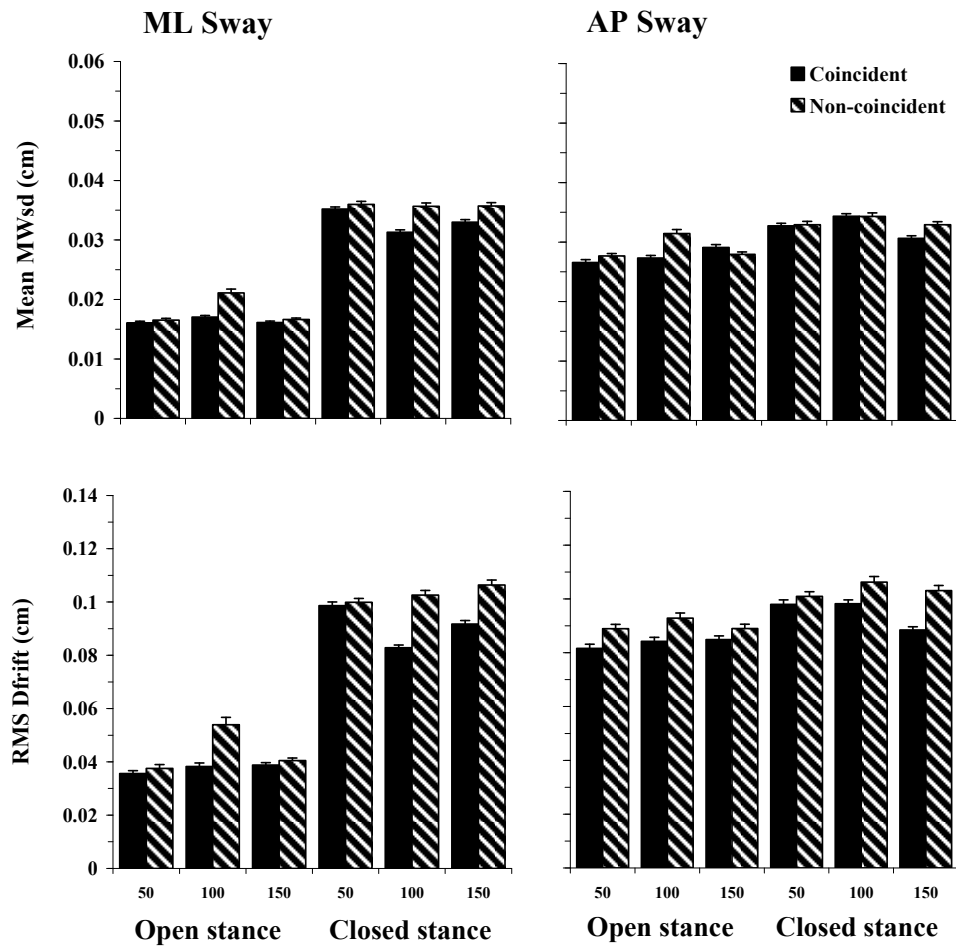 ML Sway
AP Sway
Coincident
Non-coincident
Mean MWsd (cm)
0.06
0.05
0.04
0.03
0.02
0.01
0
RMS Dfrift (cm)
0.14
0.12
0.1
0.08
0.06
0.04
0.02
0
50 100 150 50 100 150
Open stance Closed stance
50 100 150 50 100 150
Open stance Closed stance